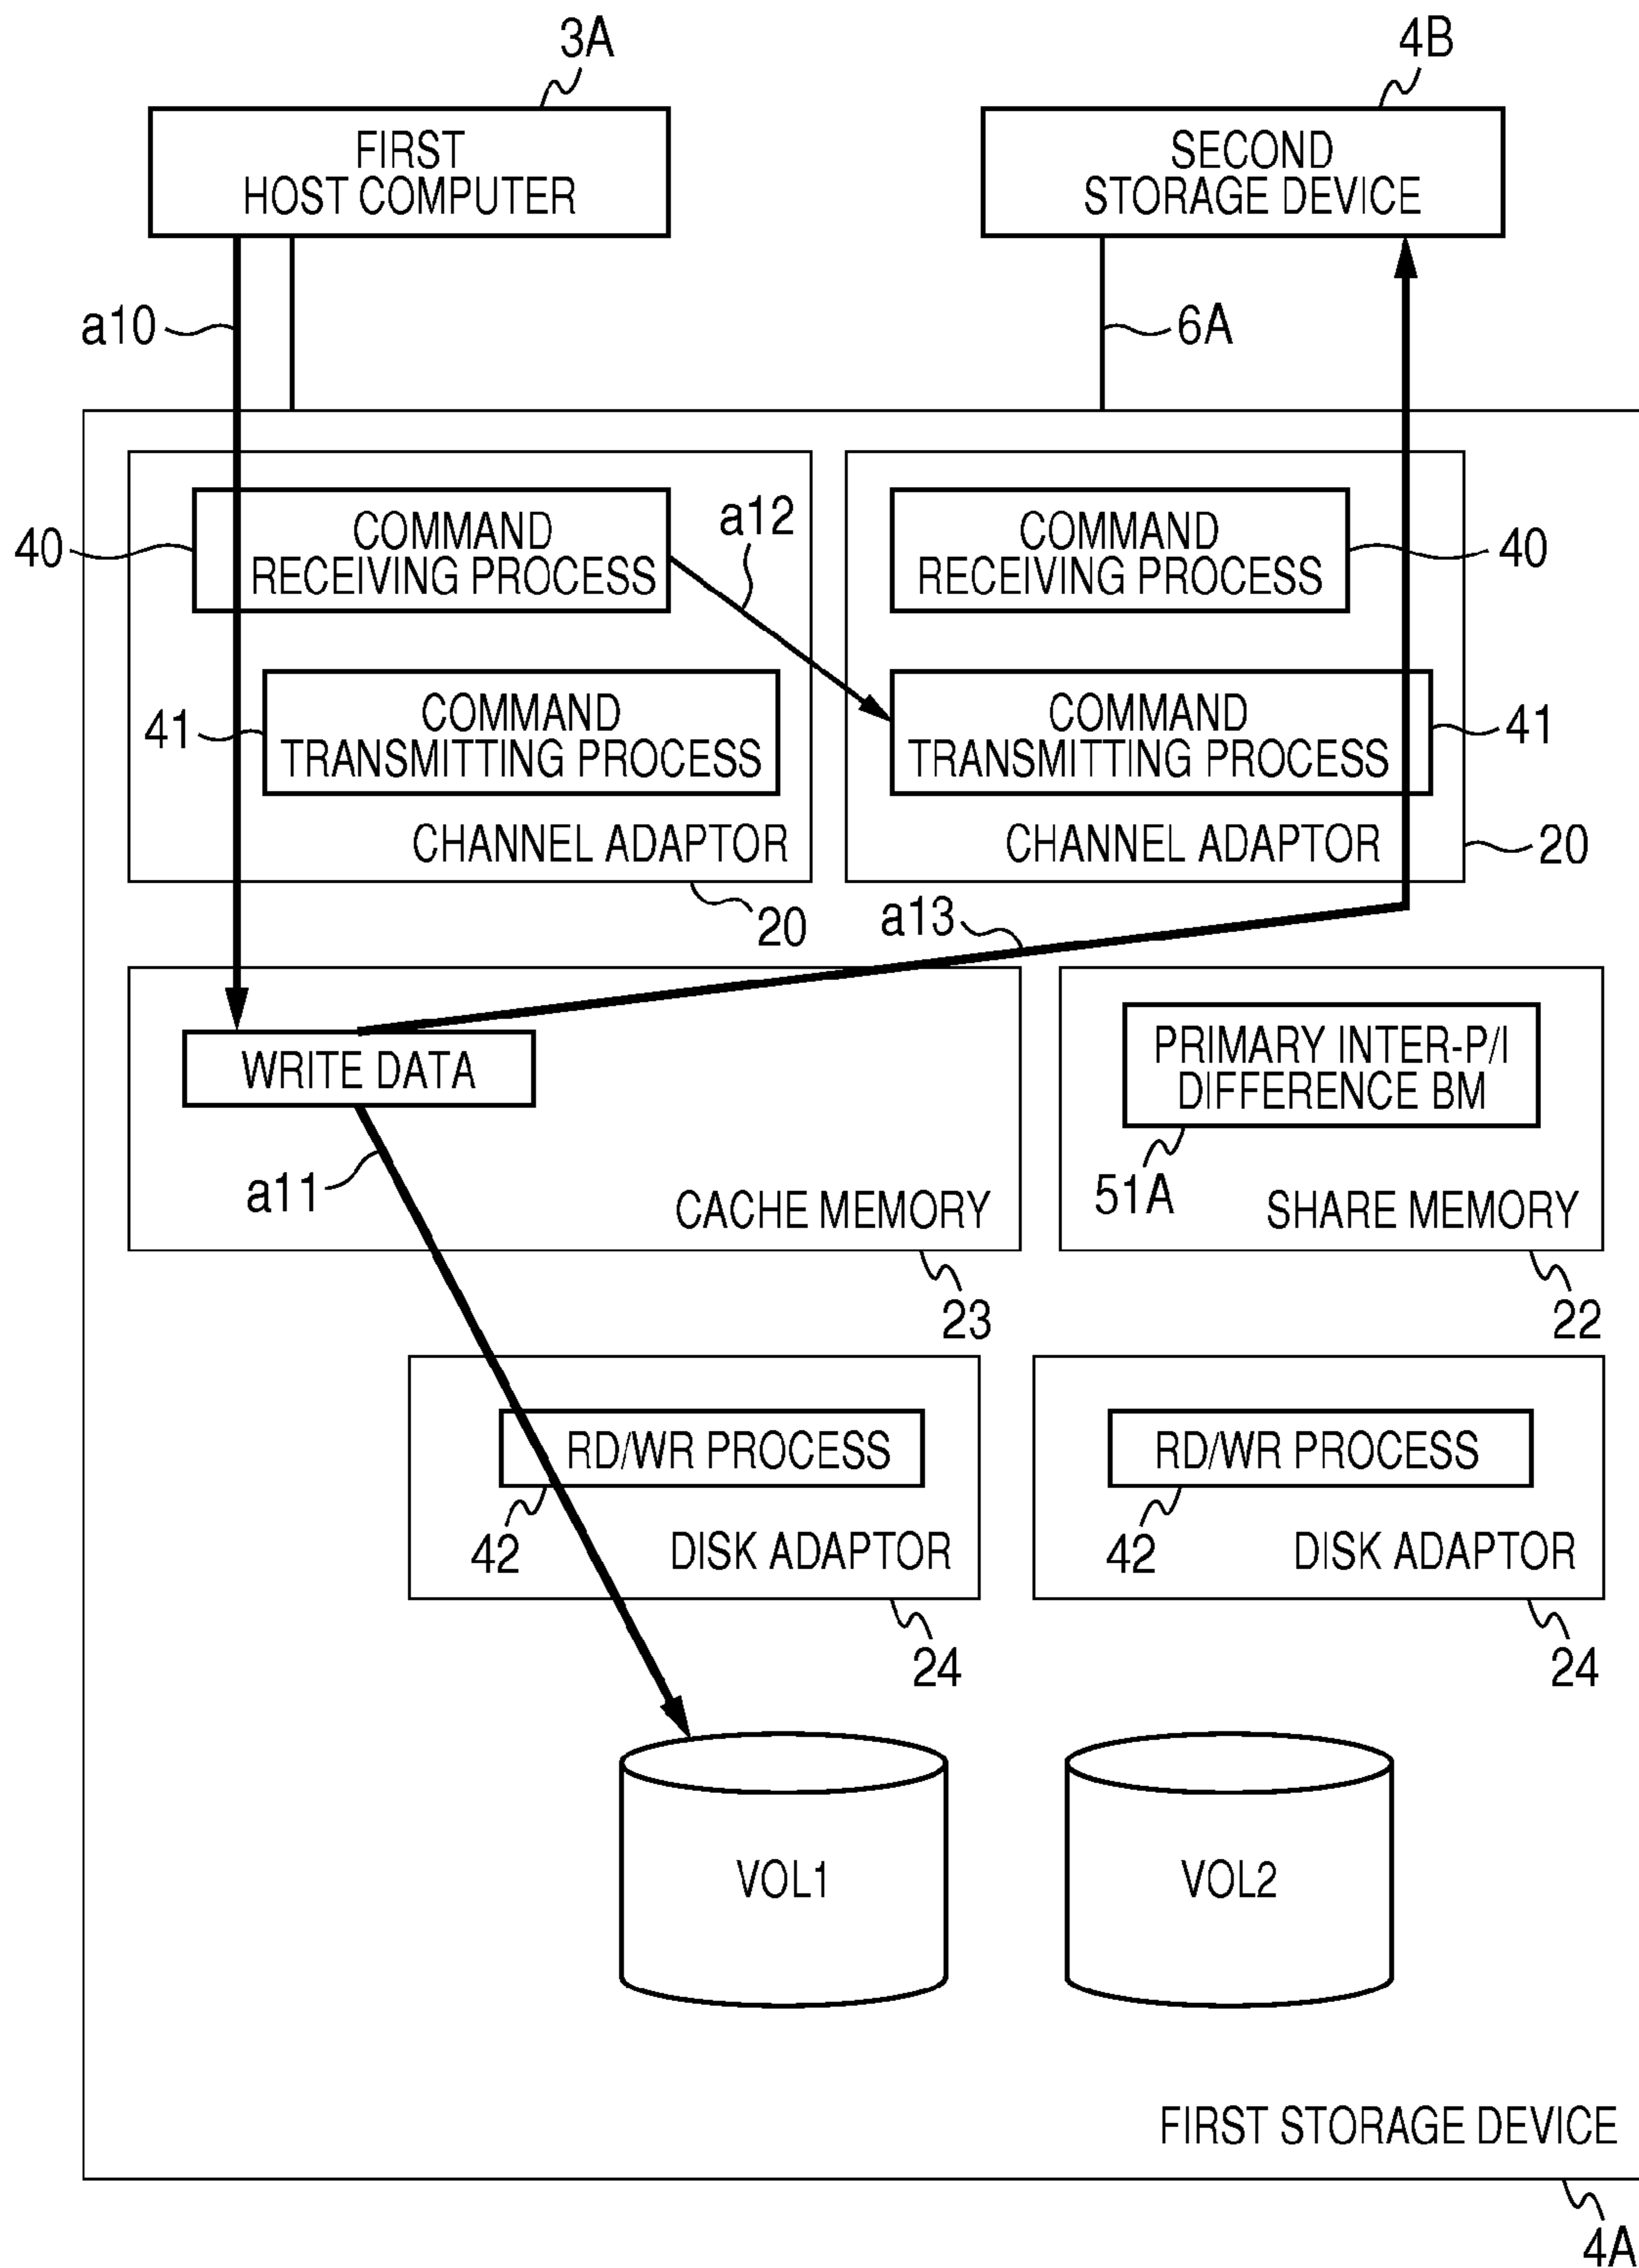 3A
4B
FIRST
HOST COMPUTER
SECOND
STORAGE DEVICE
a10
6A
40
COMMAND
RECEIVING PROCESS
a12
COMMAND
RECEIVING PROCESS
40
41
COMMAND
TRANSMITTING PROCESS
COMMAND
TRANSMITTING PROCESS
41
CHANNEL ADAPTOR
CHANNEL ADAPTOR
20
20
a13
WRITE DATA
PRIMARY INTER-P/I
DIFFERENCE BM
a11
51A
CACHE MEMORY
SHARE MEMORY
23
22
RD/WR PROCESS
RD/WR PROCESS
42
DISK ADAPTOR
42
DISK ADAPTOR
24
24
VOL1
VOL2
FIRST STORAGE DEVICE
4A